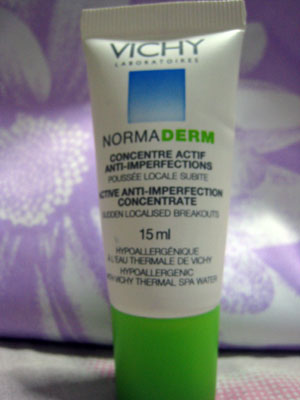 VICHY
LABORATOIRES
NORMADERM
CONCENTRE ACTIF
ANTI-IMPERFECTIONS
POUSSÉE LOCALE SUBITE
ACTIVE ANTI-IMPERFECTION
CONCENTRATE
SUDDEN LOCALISED BREAKOUTS
15 ml
HYPOALLERGÉNIQUE
À L'EAU THERMALE DE VICHY
HYPOALLERGENIC
WITH VICHY THERMAL SPA WATER